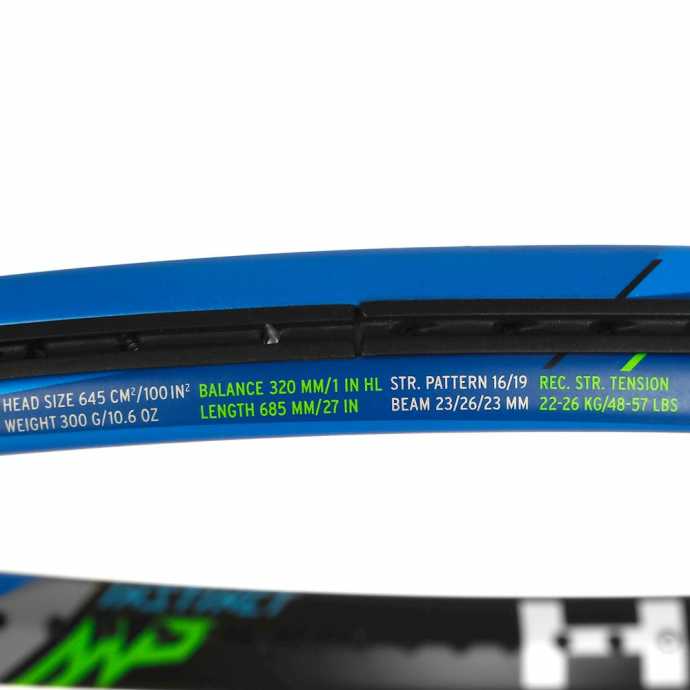 HEAD SIZE 645 CM²/100 IN²
WEIGHT 300 G/10.6 OZ
BALANCE 320 MM/1 IN HL
LENGTH 685 MM/27 IN
STR. PATTERN 16/19
BEAM 23/26/23 MM
REC. STR. TENSION
22-26 KG/48-57 LBS
INSTINCT